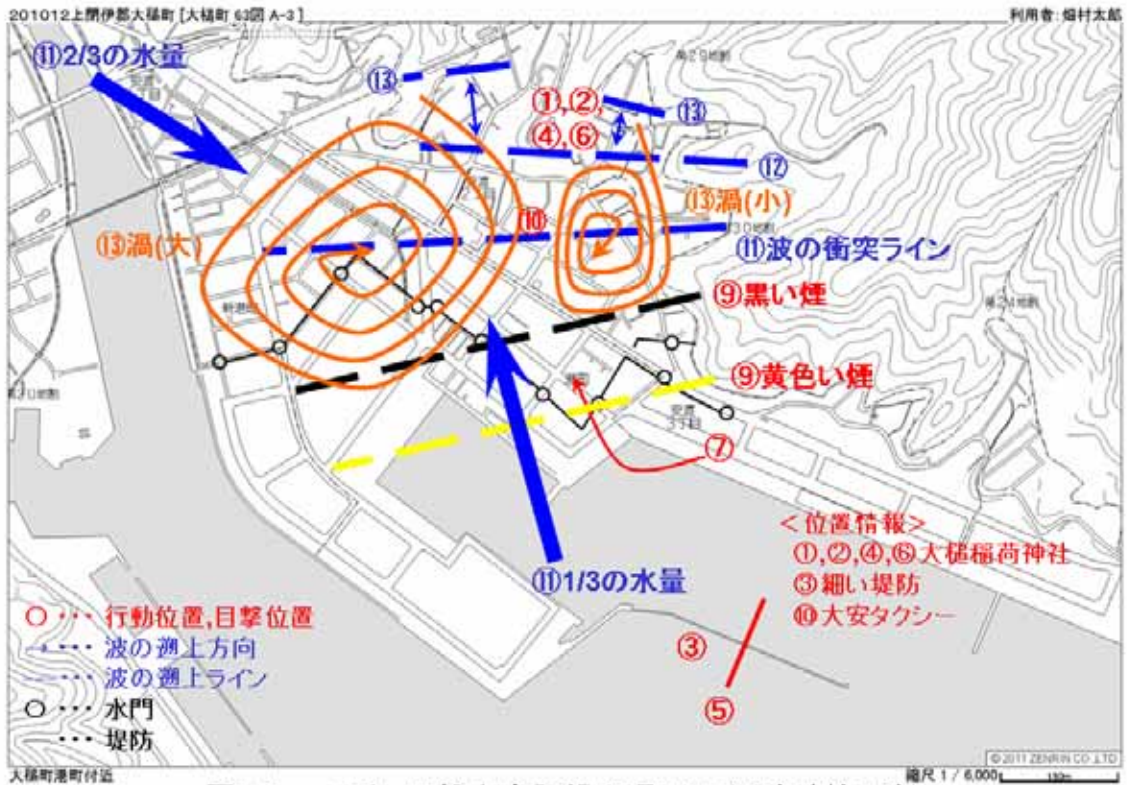 201012上閉伊郡大槌町 [大槌町 63図 A-3]
利用者: 畑村太郎
⑪2/3の水量
⑬
①,②,
④,⑥
⑬
⑫
⑬渦(小)
⑩
⑬渦(大)
⑪波の衝突ライン
⑨黒い煙
⑨黄色い煙
⑦
⑪1/3の水量
<位置情報>
①,②,④,⑥大槌稲荷神社
③細い堤防
⑩大安タクシー
③
⑤
○・・・行動位置,目撃位置
→・・・波の遡上方向
―・・・波の遡上ライン
○・・・水門
・・・堤防
©2011 ZENRIN CO.,LTD
大槌町港町付近
縮尺 1 / 6,000